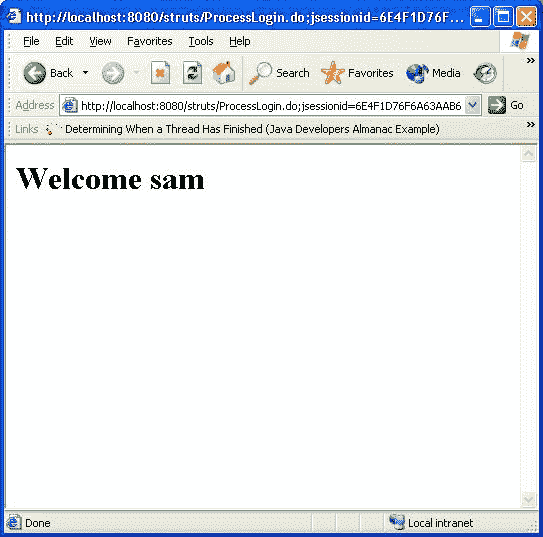 http://localhost:8080/struts/ProcessLogin.do;jsessionid=6E4F1D76F...
File Edit View Favorites Tools Help
Back Search Favorites Media
Address http://localhost:8080/struts/ProcessLogin.do;jsessionid=6E4F1D76F6A63AAB6 Go
Links Determining When a Thread Has Finished (Java Developers Almanac Example)
Welcome sam
Done Local intranet